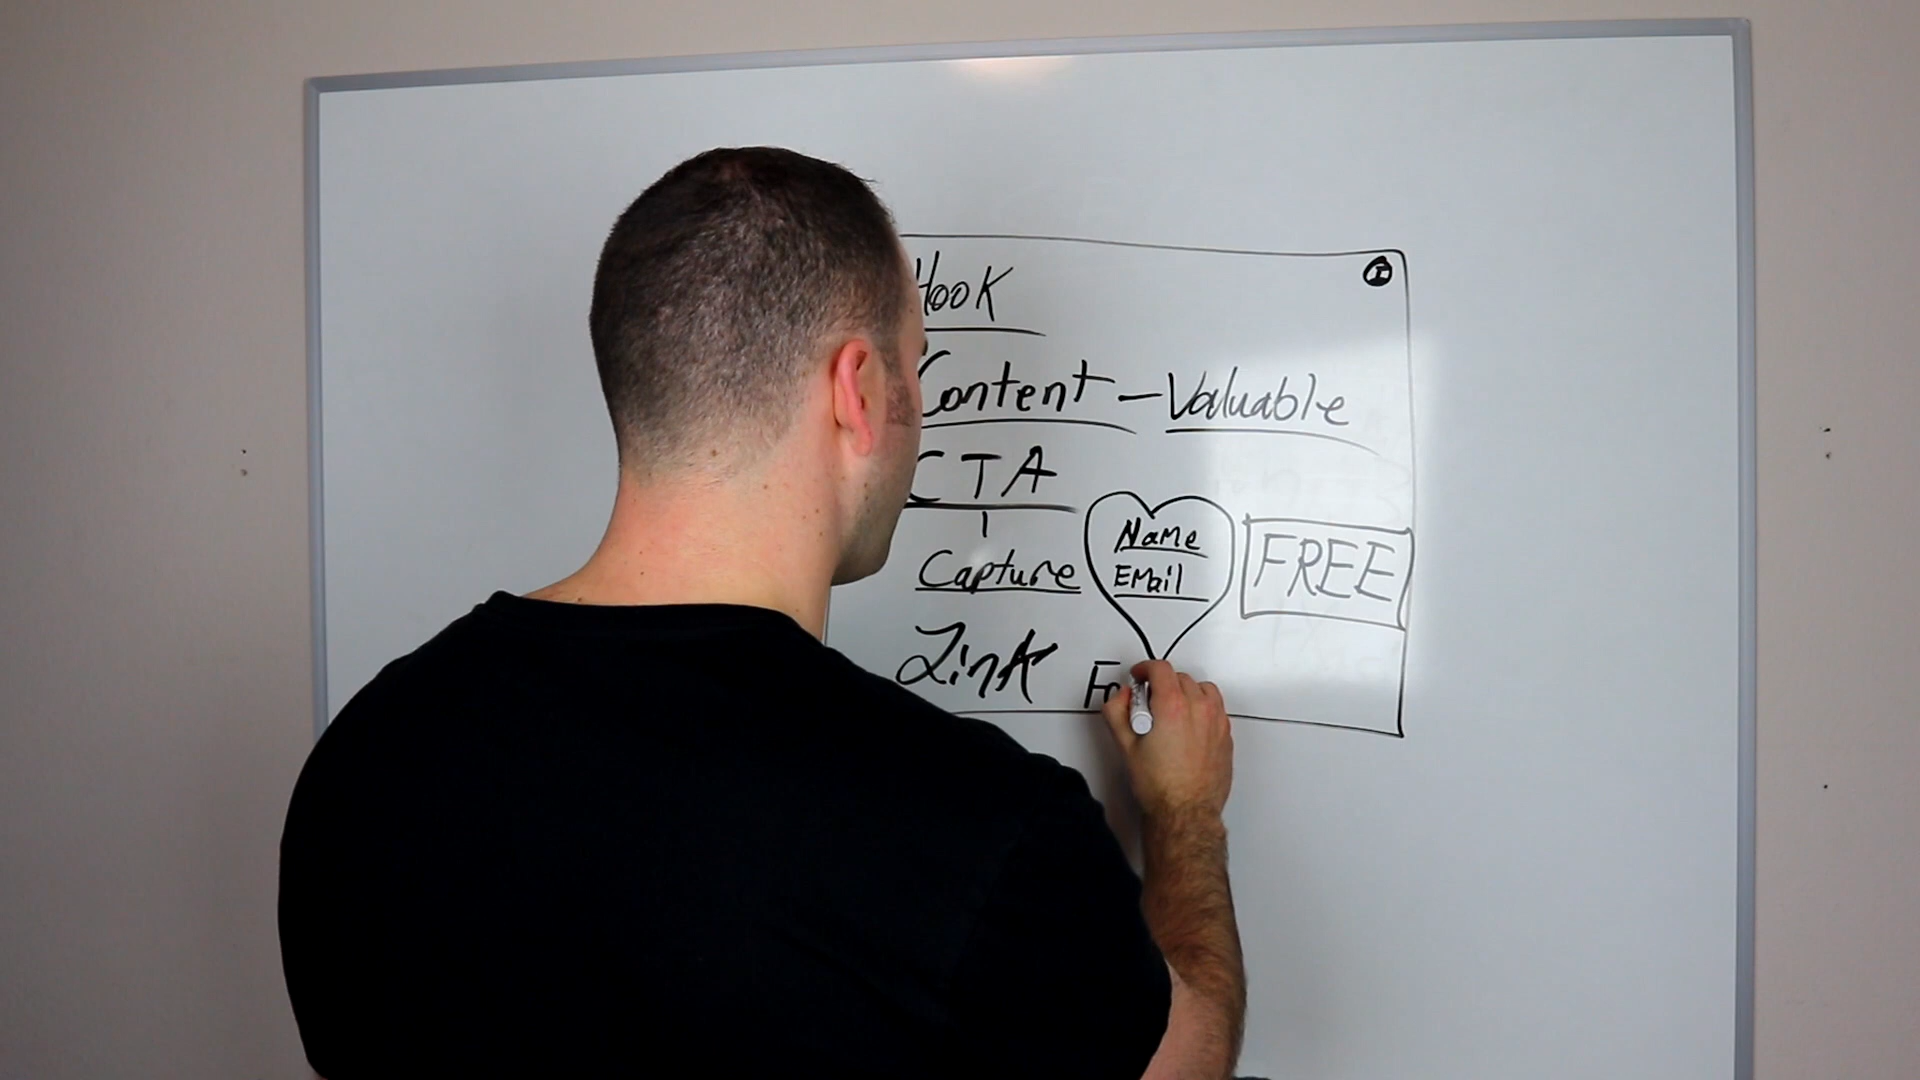 Hook
Content - Valuable
CTA
Name
Capture
Email
FREE
Link